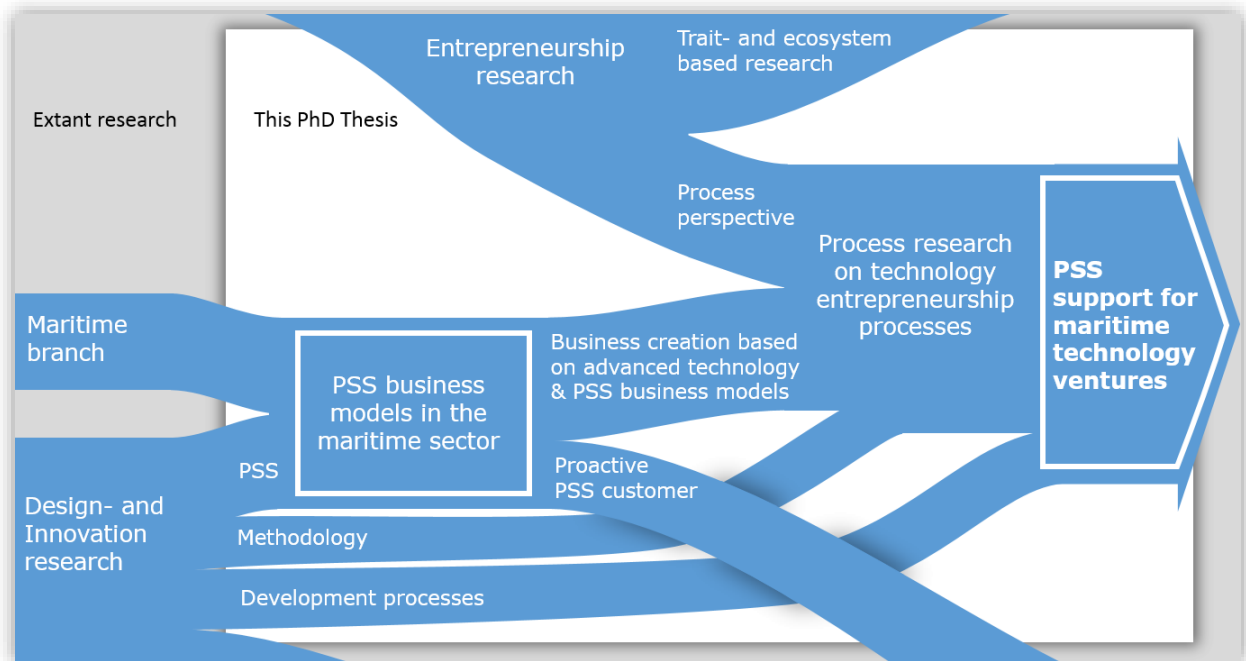 Entrepreneurship
research
Trait- and ecosystem
based research
Extant research
This PhD Thesis
Process
perspective
Process research
on technology
entrepreneurship
processes
PSS
support for
maritime
technology
ventures
Maritime
branch
PSS business
models in the
maritime sector
Business creation based
on advanced technology
& PSS business models
PSS
Proactive
PSS customer
Design- and
Innovation
research
Methodology
Development processes